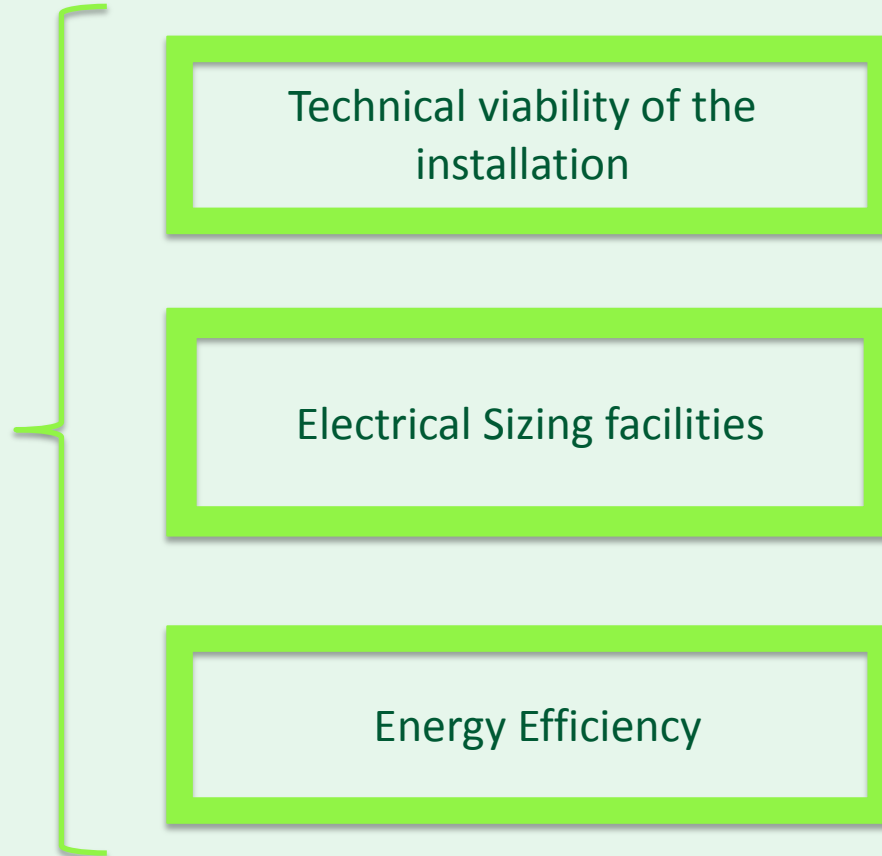 Technical viability of the
installation
Electrical Sizing facilities
Energy Efficiency